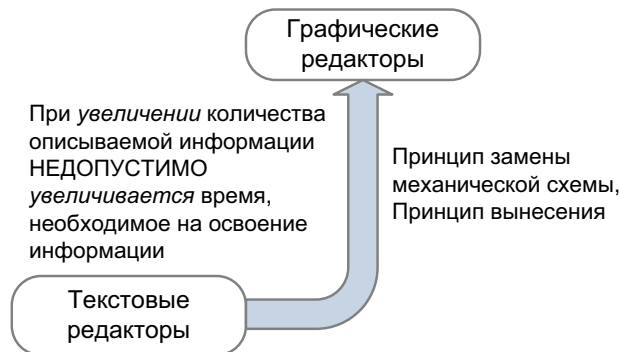 Графические
редакторы
При увеличении количества
описываемой информации
НЕДОПУСТИМО
увеличивается время,
необходимое на освоение
информации
Принцип замены
механической схемы,
Принцип вынесения
Текстовые
редакторы